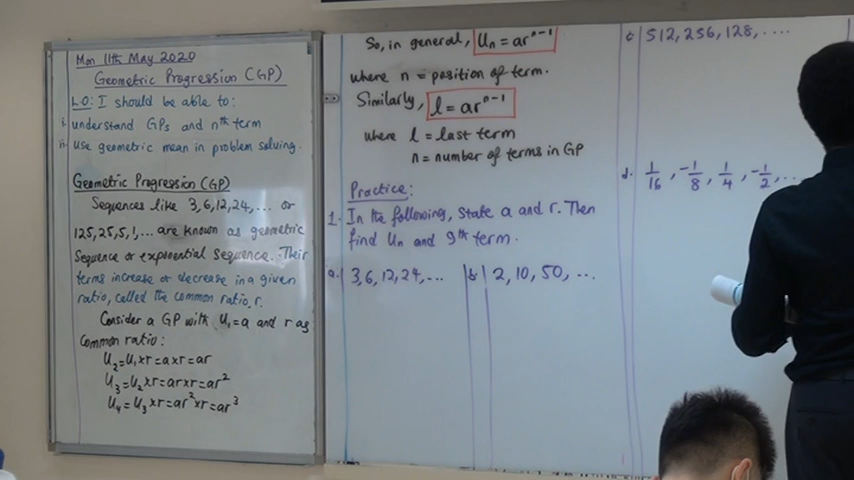 Mon 11th May 2020
Geometric Progression (GP)
LO: I should be able to:
i. understand GPs and nth term
ii. Use geometric mean in problem solving.
Geometric Progression (GP)
Sequences like 3, 6, 12, 24, ... or
125, 25, 5, 1, ... are known as geometric
Sequence or exponential sequence. Their
terms increase or decrease in a given
ratio, called the common ratio, r.
Consider a GP with U₁ = a and r as
Common ratio:
U₂ = U₁ × r = a × r = ar
U₃ = U₂ × r = ar × r = ar²
U₄ = U₃ × r = ar² × r = ar³
So, in general, Un = arⁿ⁻¹
where n = position of term.
Similarly, l = arⁿ⁻¹
where l = last term
n = number of terms in GP
Practice:
1. In the following, State a and r. Then
find Un and 9th term.
a. 3, 6, 12, 24, ...
b. 2, 10, 50, ...
c. 512, 256, 128, ....
d. 1/16, -1/8, 1/4, -1/2, ...